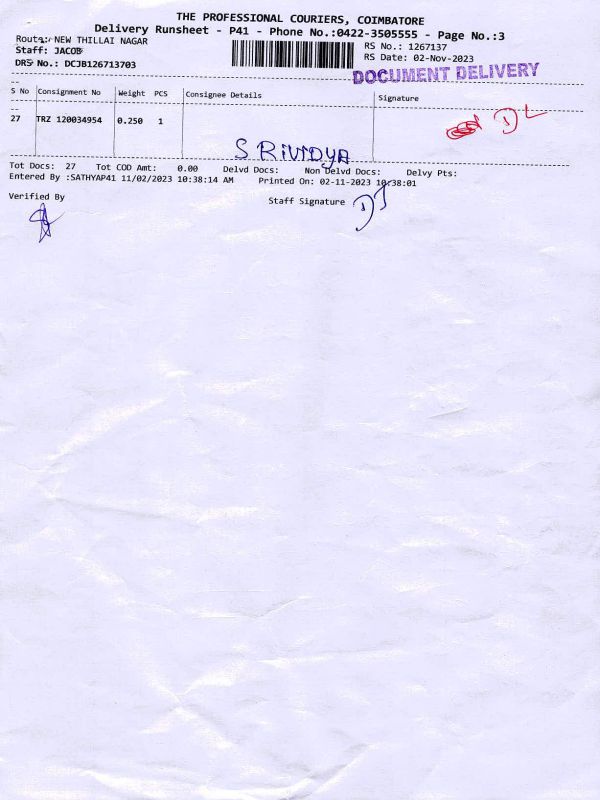 THE PROFESSIONAL COURIERS, COIMBATORE
Delivery Runsheet - P41 - Phone No.:0422-3505555 - Page No.:3
Route: NEW THILLAI NAGAR
RS No.: 1267137
Staff: JACOB
RS Date: 02-Nov-2023
DRS No.: DCJB126713703
DOCUMENT DELIVERY
S No Consignment No Weight PCS Consignee Details Signature
27 TRZ 120034954 0.250 1
DL
SRIVIDYA
Tot Docs: 27 Tot COD Amt: 0.00 Delvd Docs: Non Delvd Docs: Delvy Pts:
Entered By :SATHYAP41 11/02/2023 10:38:14 AM Printed On: 02-11-2023 10:38:01
Verified By Staff Signature